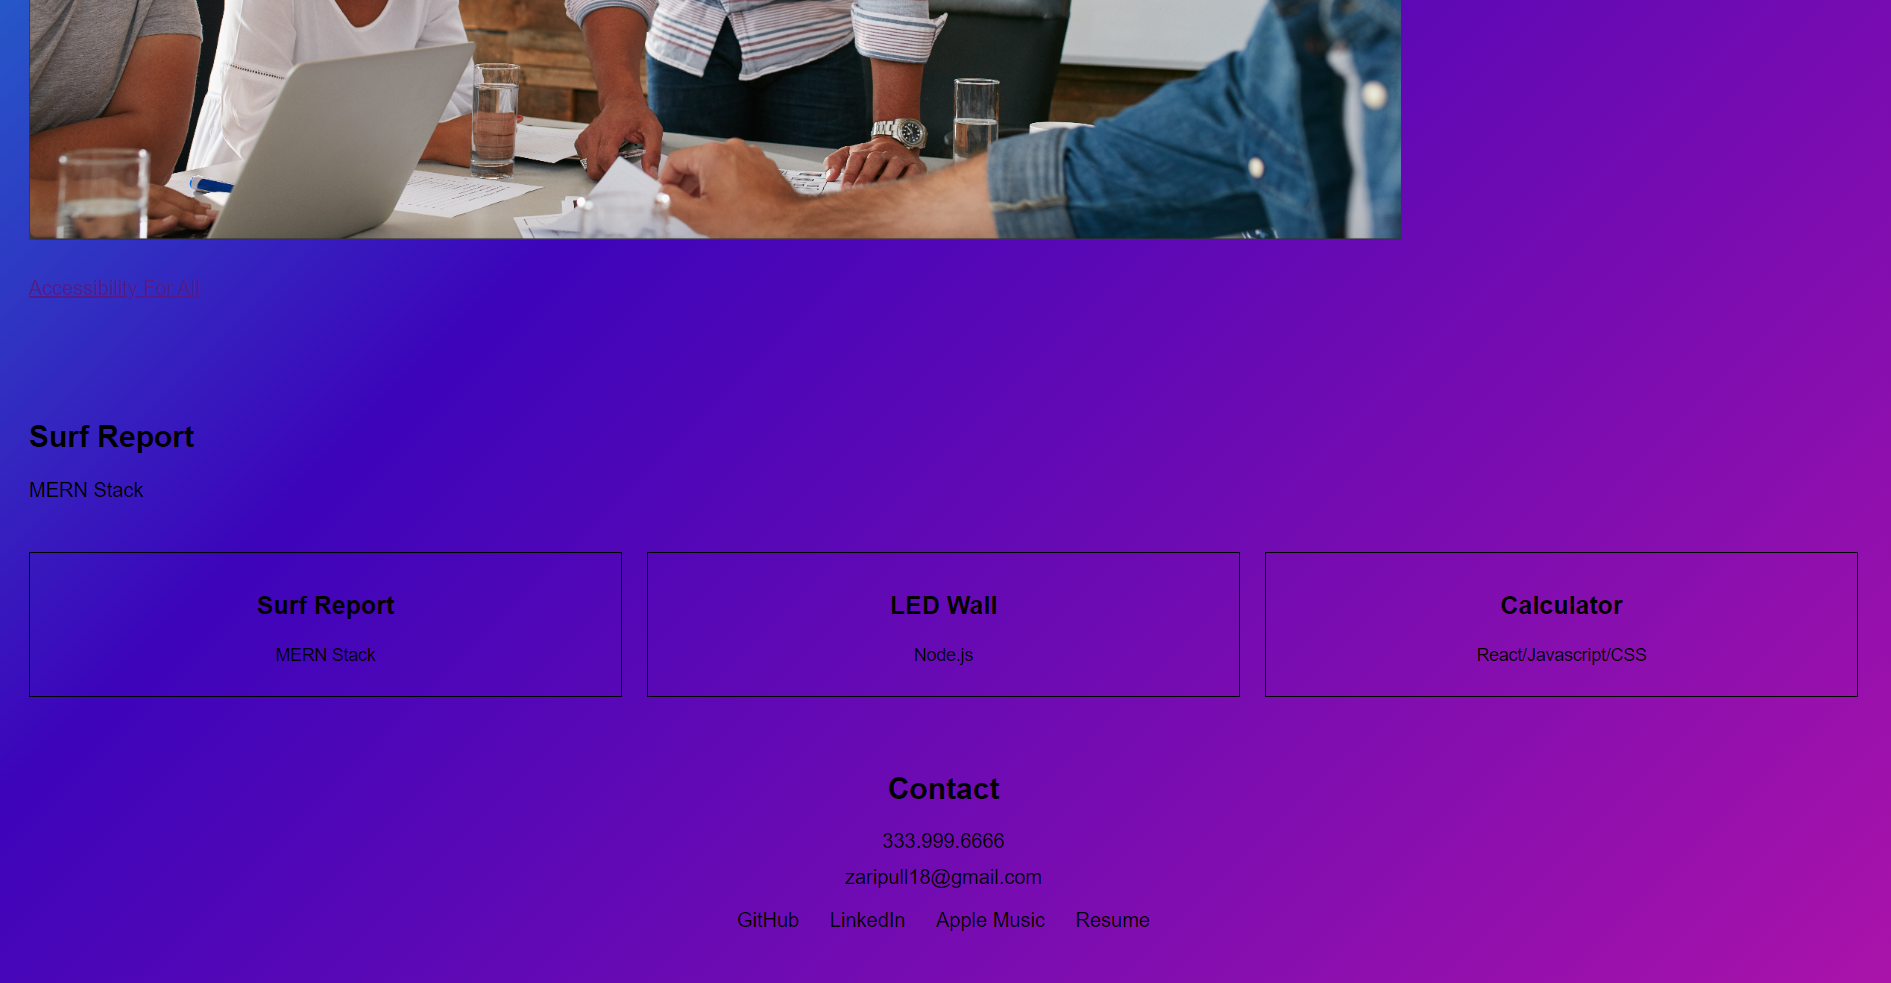 Accessibility For All
Surf Report
MERN Stack
Surf Report
MERN Stack
LED Wall
Node.js
Calculator
React/Javascript/CSS
Contact
333.999.6666
zaripull18@gmail.com
GitHub LinkedIn Apple Music Resume